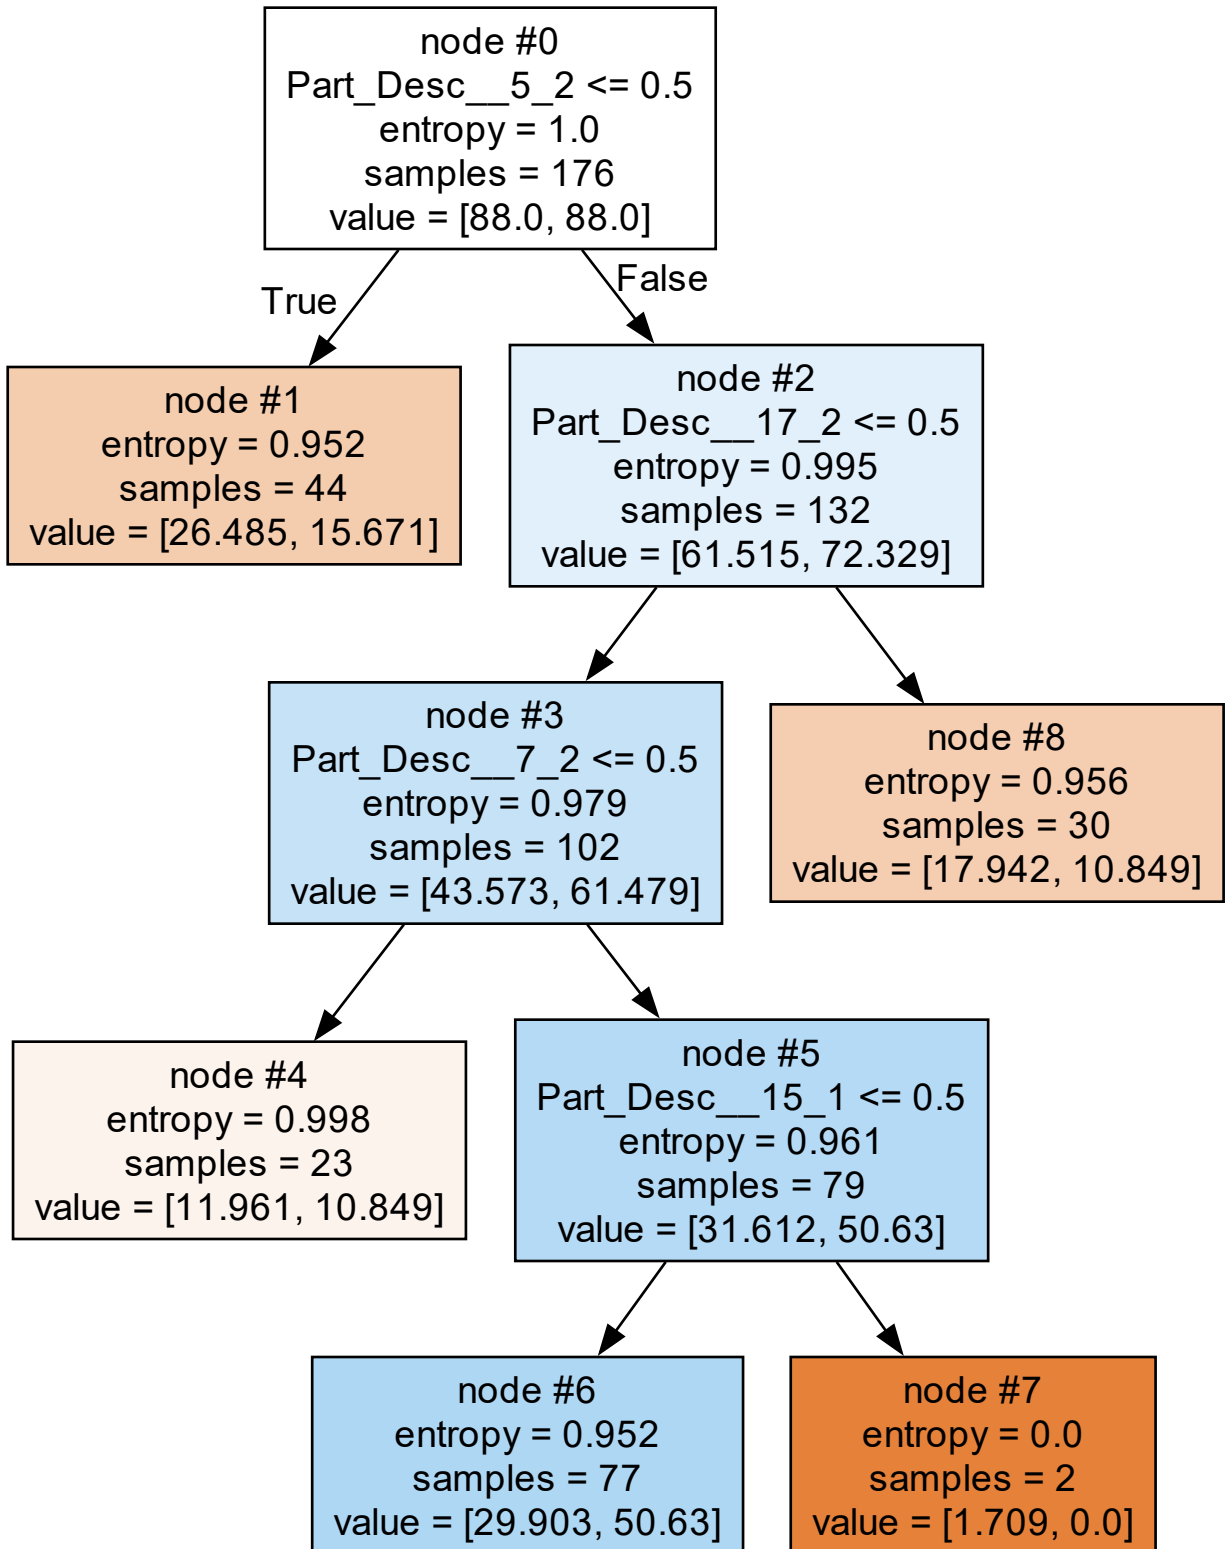 node #0
Part_Desc__5_2 <= 0.5
entropy = 1.0
samples = 176
value = [88.0, 88.0]
True
False
node #1
entropy = 0.952
samples = 44
value = [26.485, 15.671]
node #2
Part_Desc__17_2 <= 0.5
entropy = 0.995
samples = 132
value = [61.515, 72.329]
node #3
Part_Desc__7_2 <= 0.5
entropy = 0.979
samples = 102
value = [43.573, 61.479]
node #8
entropy = 0.956
samples = 30
value = [17.942, 10.849]
node #4
entropy = 0.998
samples = 23
value = [11.961, 10.849]
node #5
Part_Desc__15_1 <= 0.5
entropy = 0.961
samples = 79
value = [31.612, 50.63]
node #6
entropy = 0.952
samples = 77
value = [29.903, 50.63]
node #7
entropy = 0.0
samples = 2
value = [1.709, 0.0]